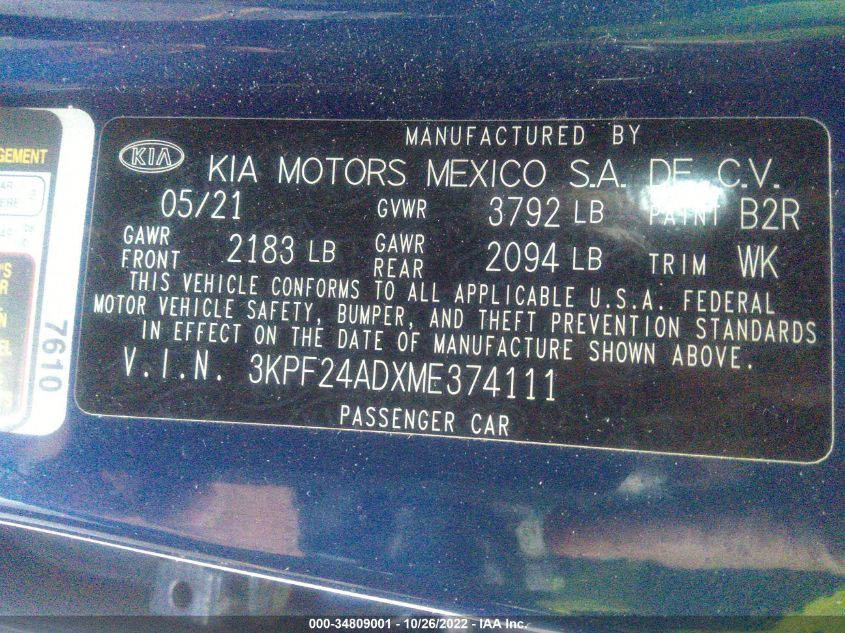 GEMENT
7610
MANUFACTURED BY
KIA KIA MOTORS MEXICO S.A. DE C.V.
05/21 GVWR 3792 LB PAINT B2R
GAWR FRONT 2183 LB GAWR REAR 2094 LB TRIM WK
THIS VEHICLE CONFORMS TO ALL APPLICABLE U.S.A. FEDERAL
MOTOR VEHICLE SAFETY, BUMPER, AND THEFT PREVENTION STANDARDS
IN EFFECT ON THE DATE OF MANUFACTURE SHOWN ABOVE.
V.I.N. 3KPF24ADXME374111
PASSENGER CAR
000-34809001 - 10/26/2022 - IAA Inc.